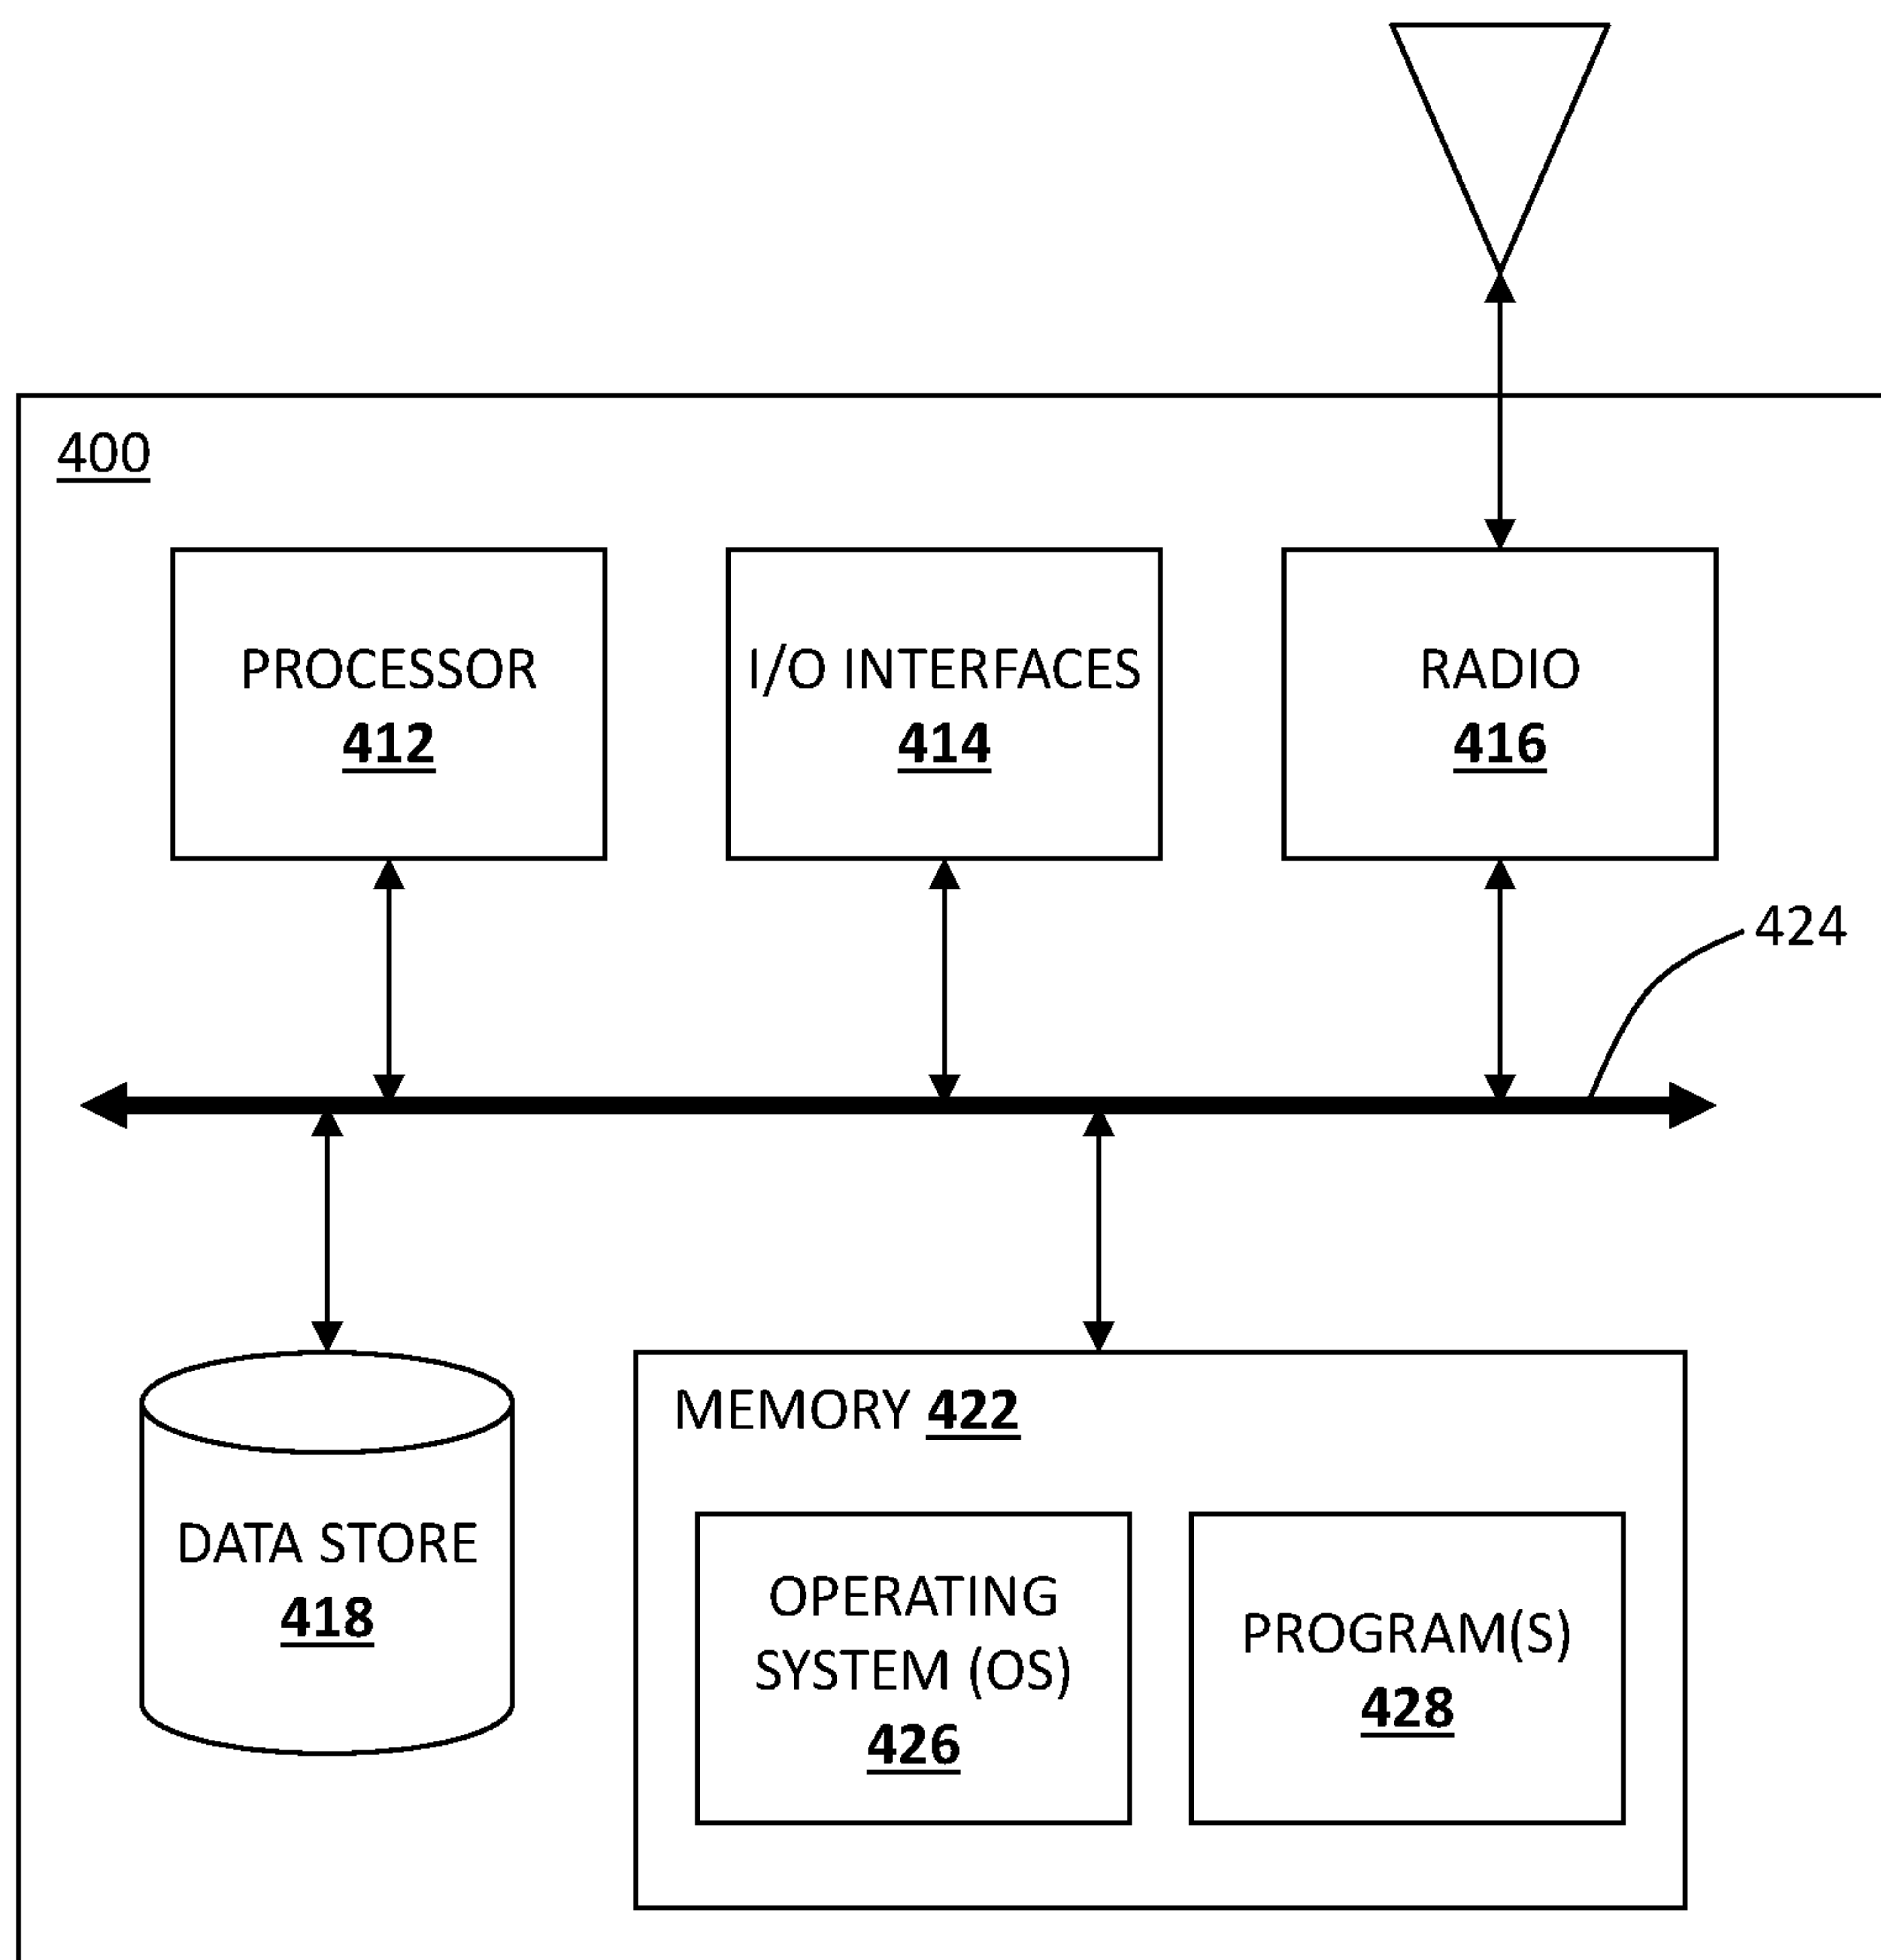 400
PROCESSOR
412
I/O INTERFACES
414
RADIO
416
424
MEMORY 422
DATA STORE
418
OPERATING
SYSTEM (OS)
426
PROGRAM(S)
428